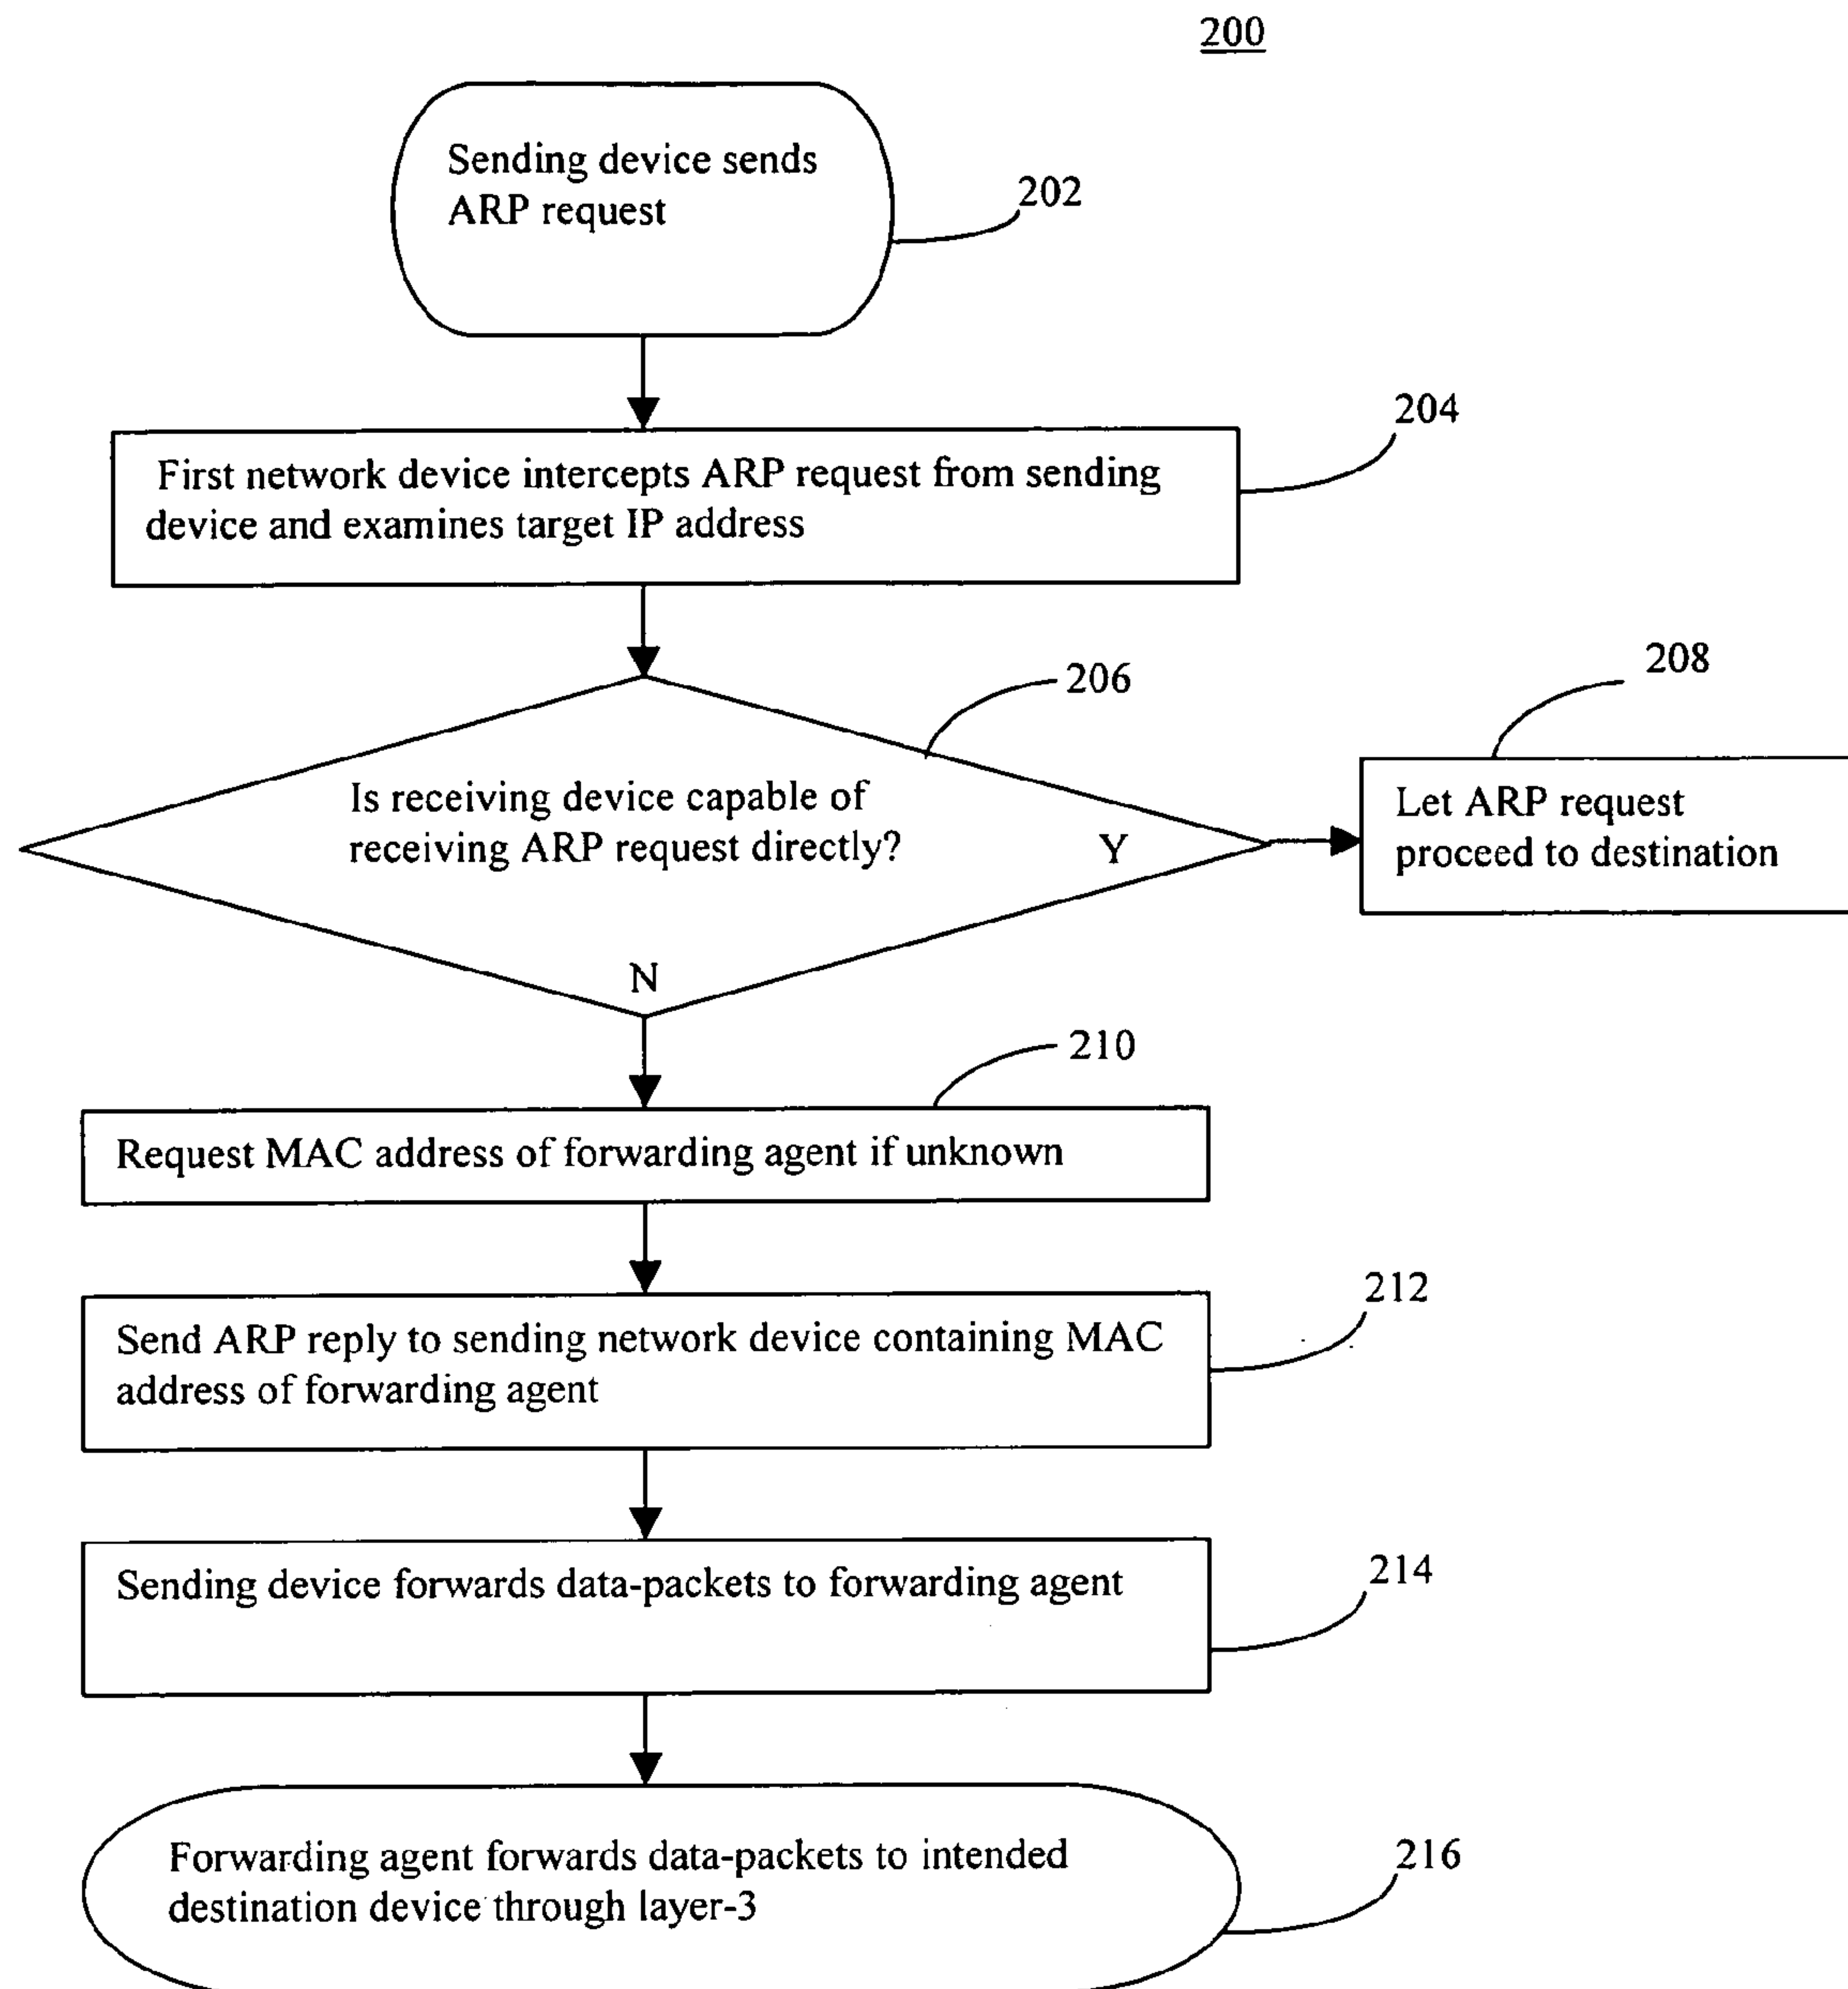 200
Sending device sends
ARP request
202
204
First network device intercepts ARP request from sending
device and examines target IP address
206
208
Is receiving device capable of
receiving ARP request directly?
Y
Let ARP request
proceed to destination
N
210
Request MAC address of forwarding agent if unknown
212
Send ARP reply to sending network device containing MAC
address of forwarding agent
214
Sending device forwards data-packets to forwarding agent
216
Forwarding agent forwards data-packets to intended
destination device through layer-3